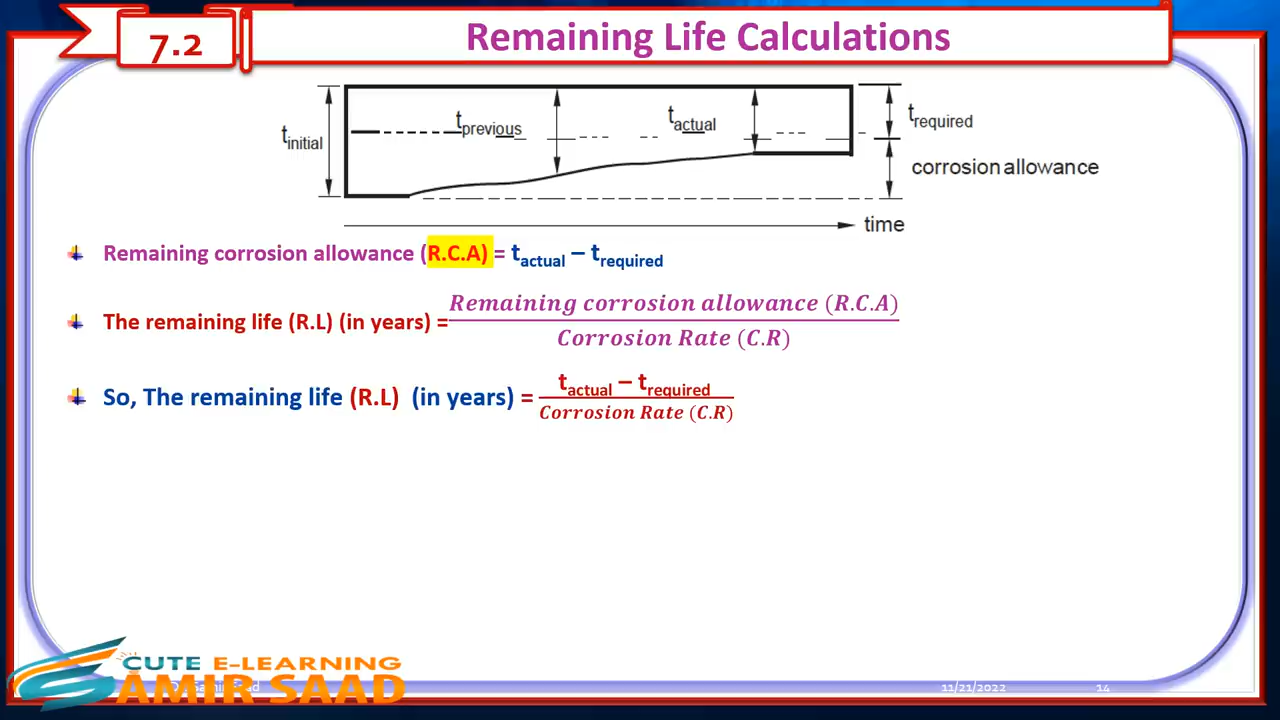 7.2
Remaining Life Calculations
t initial
t previous
t actual
t required
corrosion allowance
time
Remaining corrosion allowance (R.C.A) = t actual – t required
The remaining life (R.L) (in years) = Remaining corrosion allowance (R.C.A)
Corrosion Rate (C.R)
So, The remaining life (R.L) (in years) = t actual – t required
Corrosion Rate (C.R)
CUTE E-LEARNING
AMIR SAAD
11/21/2022
14